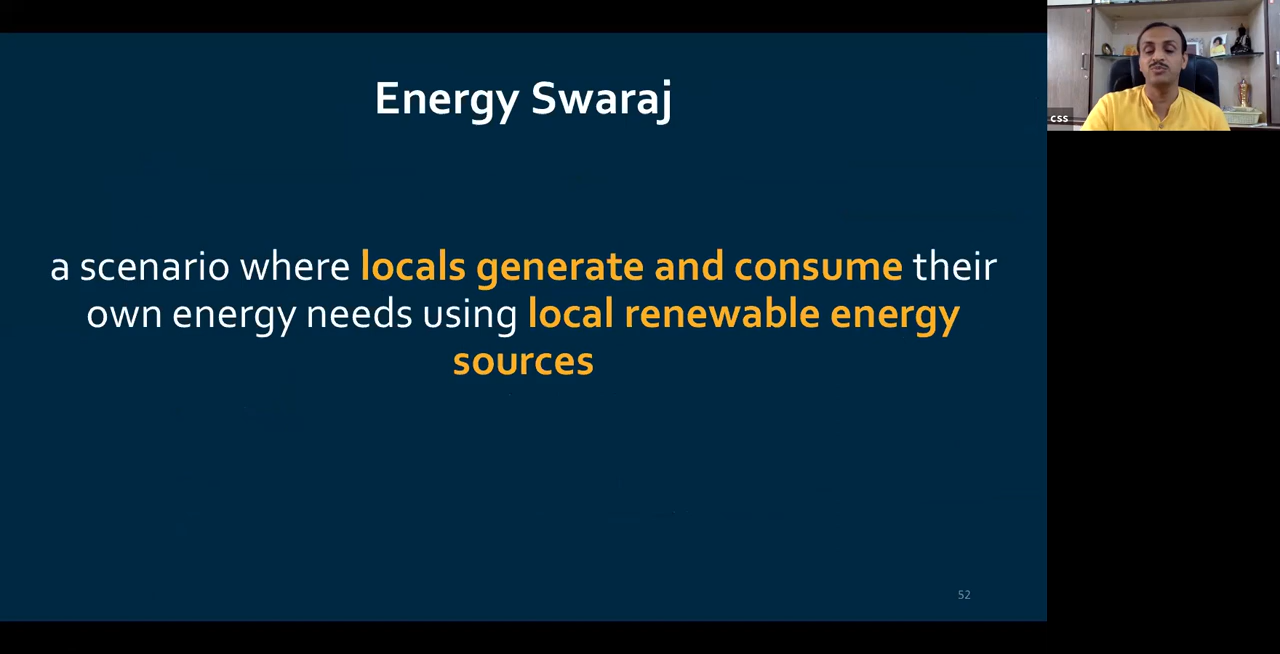 Energy Swaraj
a scenario where locals generate and consume their
own energy needs using local renewable energy
sources
52
css